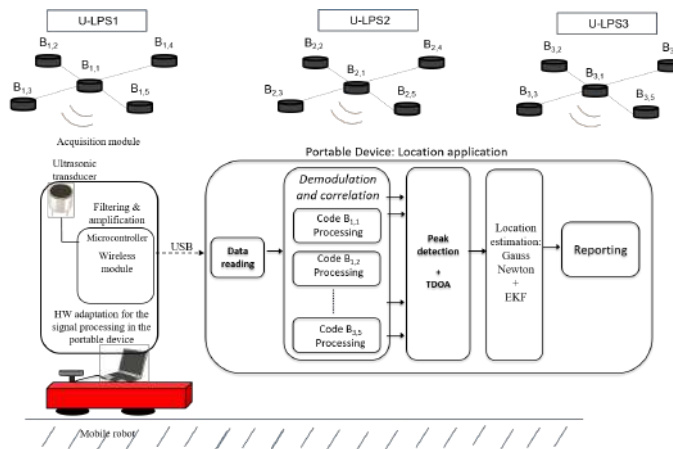 U-LPS1
U-LPS2
U-LPS3
B1,2
B1,4
B1,1
B1,3
B1,5
B2,2
B2,4
B2,1
B2,3
B2,5
B3,2
B3,1
B3,3
B3,5
Acquisition module
Ultrasonic
transducer
Filtering &
amplification
Microcontroller
Wireless
module
HW adaptation for the
signal processing in the
portable device
USB
Mobile robot
Portable Device: Location application
Data
reading
Demodulation
and correlation
Code B1,1
Processing
Code B1,2
Processing
Code B3,5
Processing
Peak
detection
+
TDOA
Location
estimation:
Gauss
Newton
+
EKF
Reporting